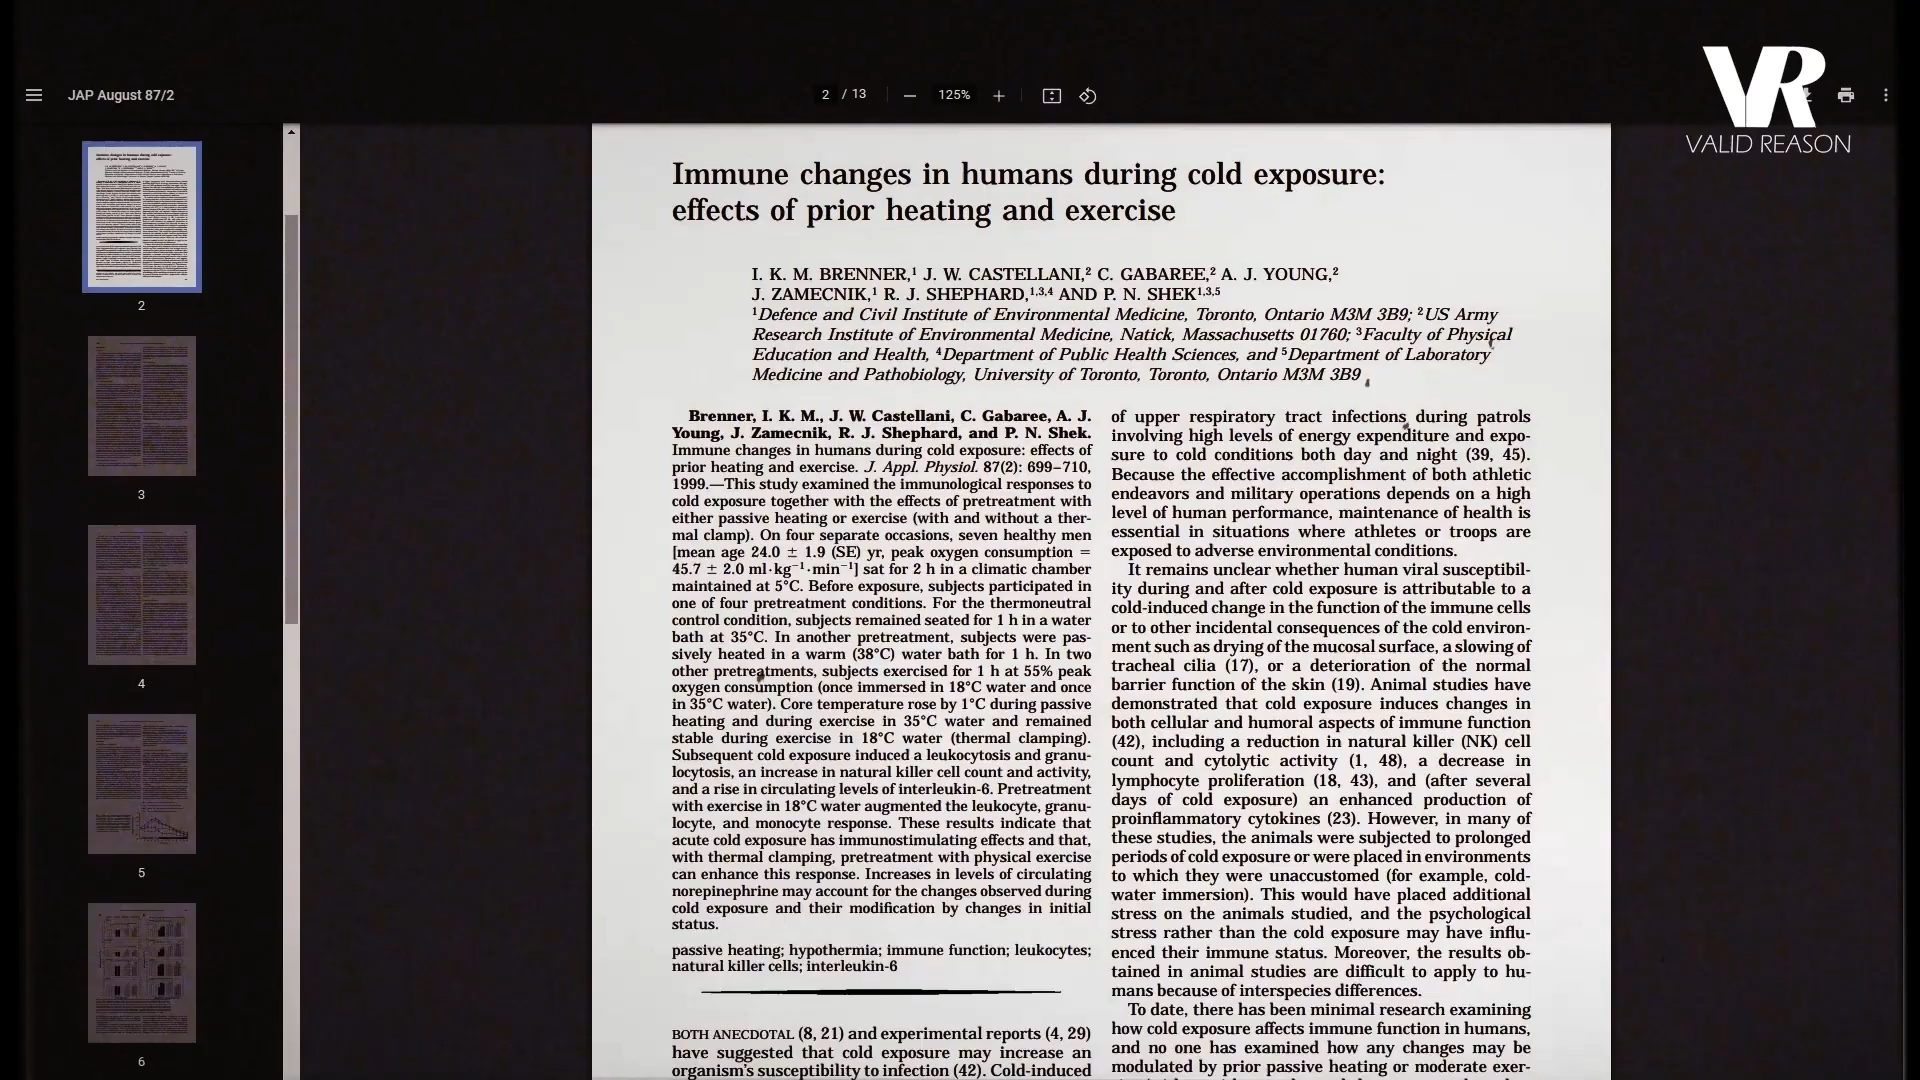 JAP August 87/2
2 / 13
125%
VR
VALID REASON
2
3
4
5
6
Immune changes in humans during cold exposure:
effects of prior heating and exercise
I. K. M. BRENNER,¹ J. W. CASTELLANI,² C. GABAREE,² A. J. YOUNG,²
J. ZAMECNIK,¹ R. J. SHEPHARD,¹,³,⁴ AND P. N. SHEK¹,³,⁵
¹Defence and Civil Institute of Environmental Medicine, Toronto, Ontario M3M 3B9; ²US Army
Research Institute of Environmental Medicine, Natick, Massachusetts 01760; ³Faculty of Physical
Education and Health, ⁴Department of Public Health Sciences, and ⁵Department of Laboratory
Medicine and Pathobiology, University of Toronto, Toronto, Ontario M3M 3B9
Brenner, I. K. M., J. W. Castellani, C. Gabaree, A. J.
Young, J. Zamecnik, R. J. Shephard, and P. N. Shek.
Immune changes in humans during cold exposure: effects of
prior heating and exercise. J. Appl. Physiol. 87(2): 699–710,
1999.—This study examined the immunological responses to
cold exposure together with the effects of pretreatment with
either passive heating or exercise (with and without a ther-
mal clamp). On four separate occasions, seven healthy men
[mean age 24.0 ± 1.9 (SE) yr, peak oxygen consumption =
45.7 ± 2.0 ml·kg⁻¹·min⁻¹] sat for 2 h in a climatic chamber
maintained at 5°C. Before exposure, subjects participated in
one of four pretreatment conditions. For the thermoneutral
control condition, subjects remained seated for 1 h in a water
bath at 35°C. In another pretreatment, subjects were pas-
sively heated in a warm (38°C) water bath for 1 h. In two
other pretreatments, subjects exercised for 1 h at 55% peak
oxygen consumption (once immersed in 18°C water and once
in 35°C water). Core temperature rose by 1°C during passive
heating and during exercise in 35°C water and remained
stable during exercise in 18°C water (thermal clamping).
Subsequent cold exposure induced a leukocytosis and granu-
locytosis, an increase in natural killer cell count and activity,
and a rise in circulating levels of interleukin-6. Pretreatment
with exercise in 18°C water augmented the leukocyte, granu-
locyte, and monocyte response. These results indicate that
acute cold exposure has immunostimulating effects and that,
with thermal clamping, pretreatment with physical exercise
can enhance this response. Increases in levels of circulating
norepinephrine may account for the changes observed during
cold exposure and their modification by changes in initial
status.
passive heating; hypothermia; immune function; leukocytes;
natural killer cells; interleukin-6
BOTH ANECDOTAL (8, 21) and experimental reports (4, 29)
have suggested that cold exposure may increase an
organism's susceptibility to infection (42). Cold-induced
of upper respiratory tract infections during patrols
involving high levels of energy expenditure and expo-
sure to cold conditions both day and night (39, 45).
Because the effective accomplishment of both athletic
endeavors and military operations depends on a high
level of human performance, maintenance of health is
essential in situations where athletes or troops are
exposed to adverse environmental conditions.
It remains unclear whether human viral susceptibil-
ity during and after cold exposure is attributable to a
cold-induced change in the function of the immune cells
or to other incidental consequences of the cold environ-
ment such as drying of the mucosal surface, a slowing of
tracheal cilia (17), or a deterioration of the normal
barrier function of the skin (19). Animal studies have
demonstrated that cold exposure induces changes in
both cellular and humoral aspects of immune function
(42), including a reduction in natural killer (NK) cell
count and cytolytic activity (1, 48), a decrease in
lymphocyte proliferation (18, 43), and (after several
days of cold exposure) an enhanced production of
proinflammatory cytokines (23). However, in many of
these studies, the animals were subjected to prolonged
periods of cold exposure or were placed in environments
to which they were unaccustomed (for example, cold-
water immersion). This would have placed additional
stress on the animals studied, and the psychological
stress rather than the cold exposure may have influ-
enced their immune status. Moreover, the results ob-
tained in animal studies are difficult to apply to hu-
mans because of interspecies differences.
To date, there has been minimal research examining
how cold exposure affects immune function in humans,
and no one has examined how any changes may be
modulated by prior passive heating or moderate exer-